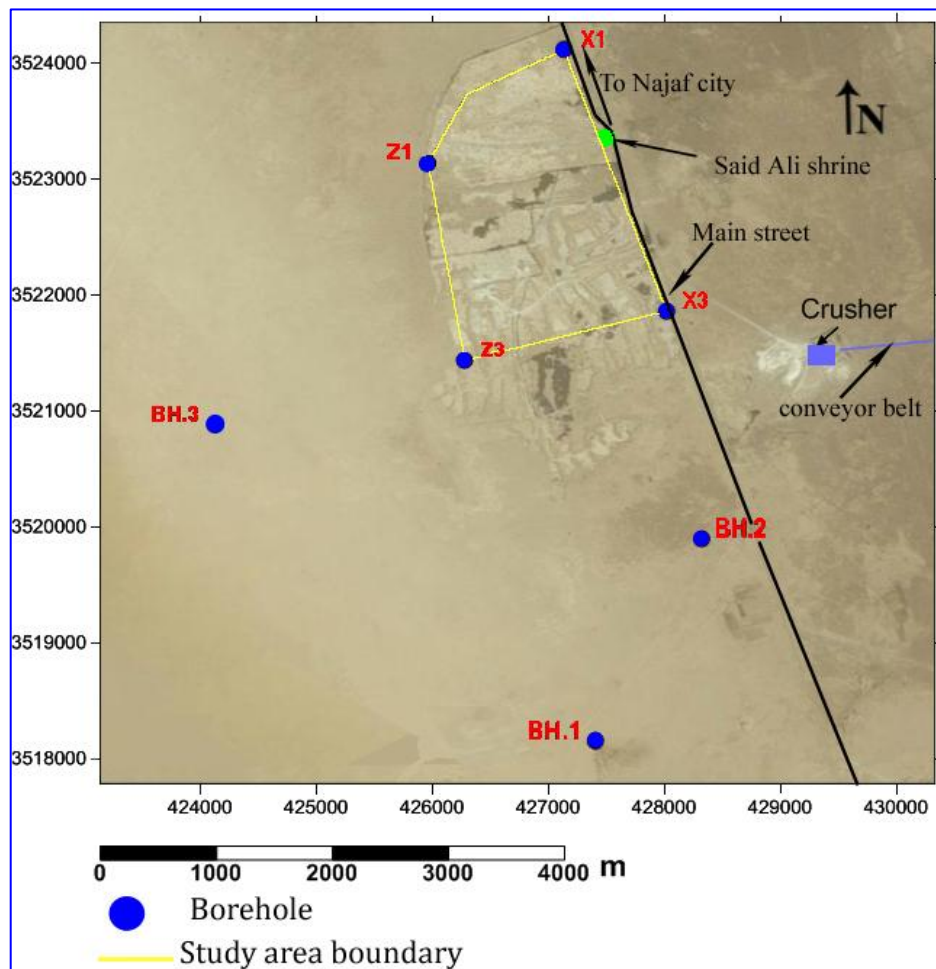 3524000
3523000
3522000
3521000
3520000
3519000
3518000
X1
To Najaf city
N
Z1
Said Ali shrine
Main street
X3
Crusher
Z3
conveyor belt
BH.3
BH.2
BH.1
424000 425000 426000 427000 428000 429000 430000
0 1000 2000 3000 4000 m
Borehole
Study area boundary